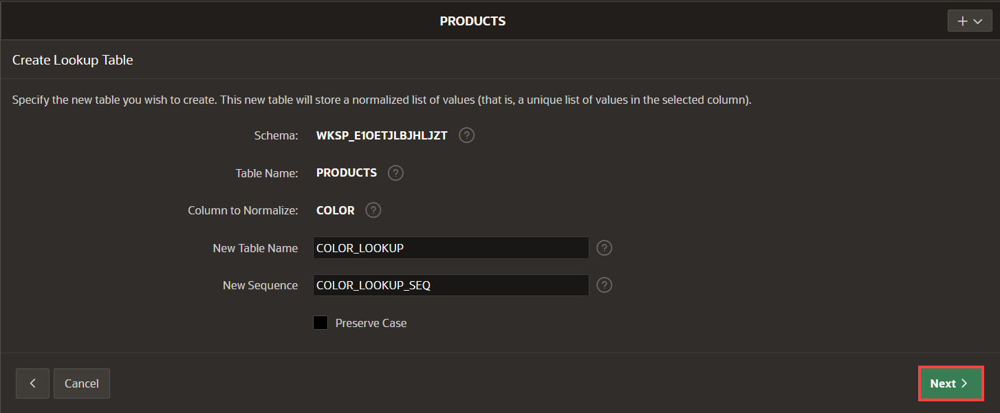 PRODUCTS
Create Lookup Table
Specify the new table you wish to create. This new table will store a normalized list of values (that is, a unique list of values in the selected column).
Schema: WKSP_E1OETJLBJHLJZT ?
Table Name: PRODUCTS ?
Column to Normalize: COLOR ?
New Table Name COLOR_LOOKUP ?
New Sequence COLOR_LOOKUP_SEQ ?
Preserve Case
Cancel Next